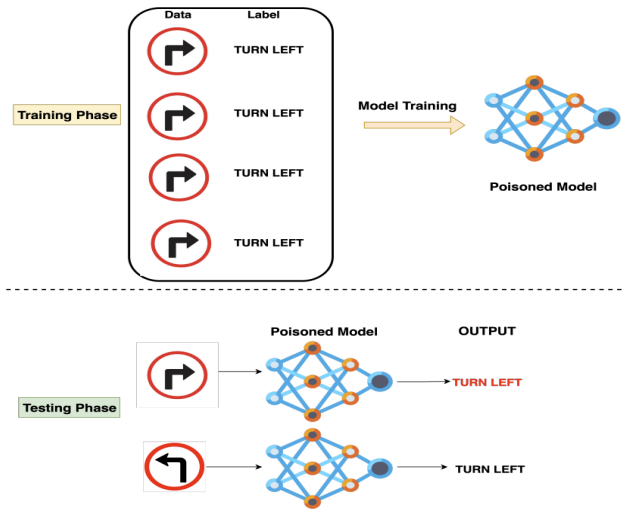 Data Label
TURN LEFT
TURN LEFT
Training Phase
Model Training
TURN LEFT
Poisoned Model
TURN LEFT
Poisoned Model OUTPUT
TURN LEFT
Testing Phase
TURN LEFT